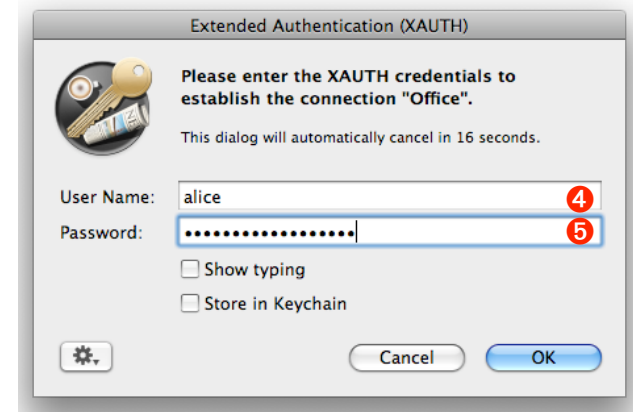 Extended Authentication (XAUTH)
Please enter the XAUTH credentials to
establish the connection "Office".
This dialog will automatically cancel in 16 seconds.
User Name: alice 4
Password: •••••••••••••••••• 5
Show typing
Store in Keychain
Cancel OK